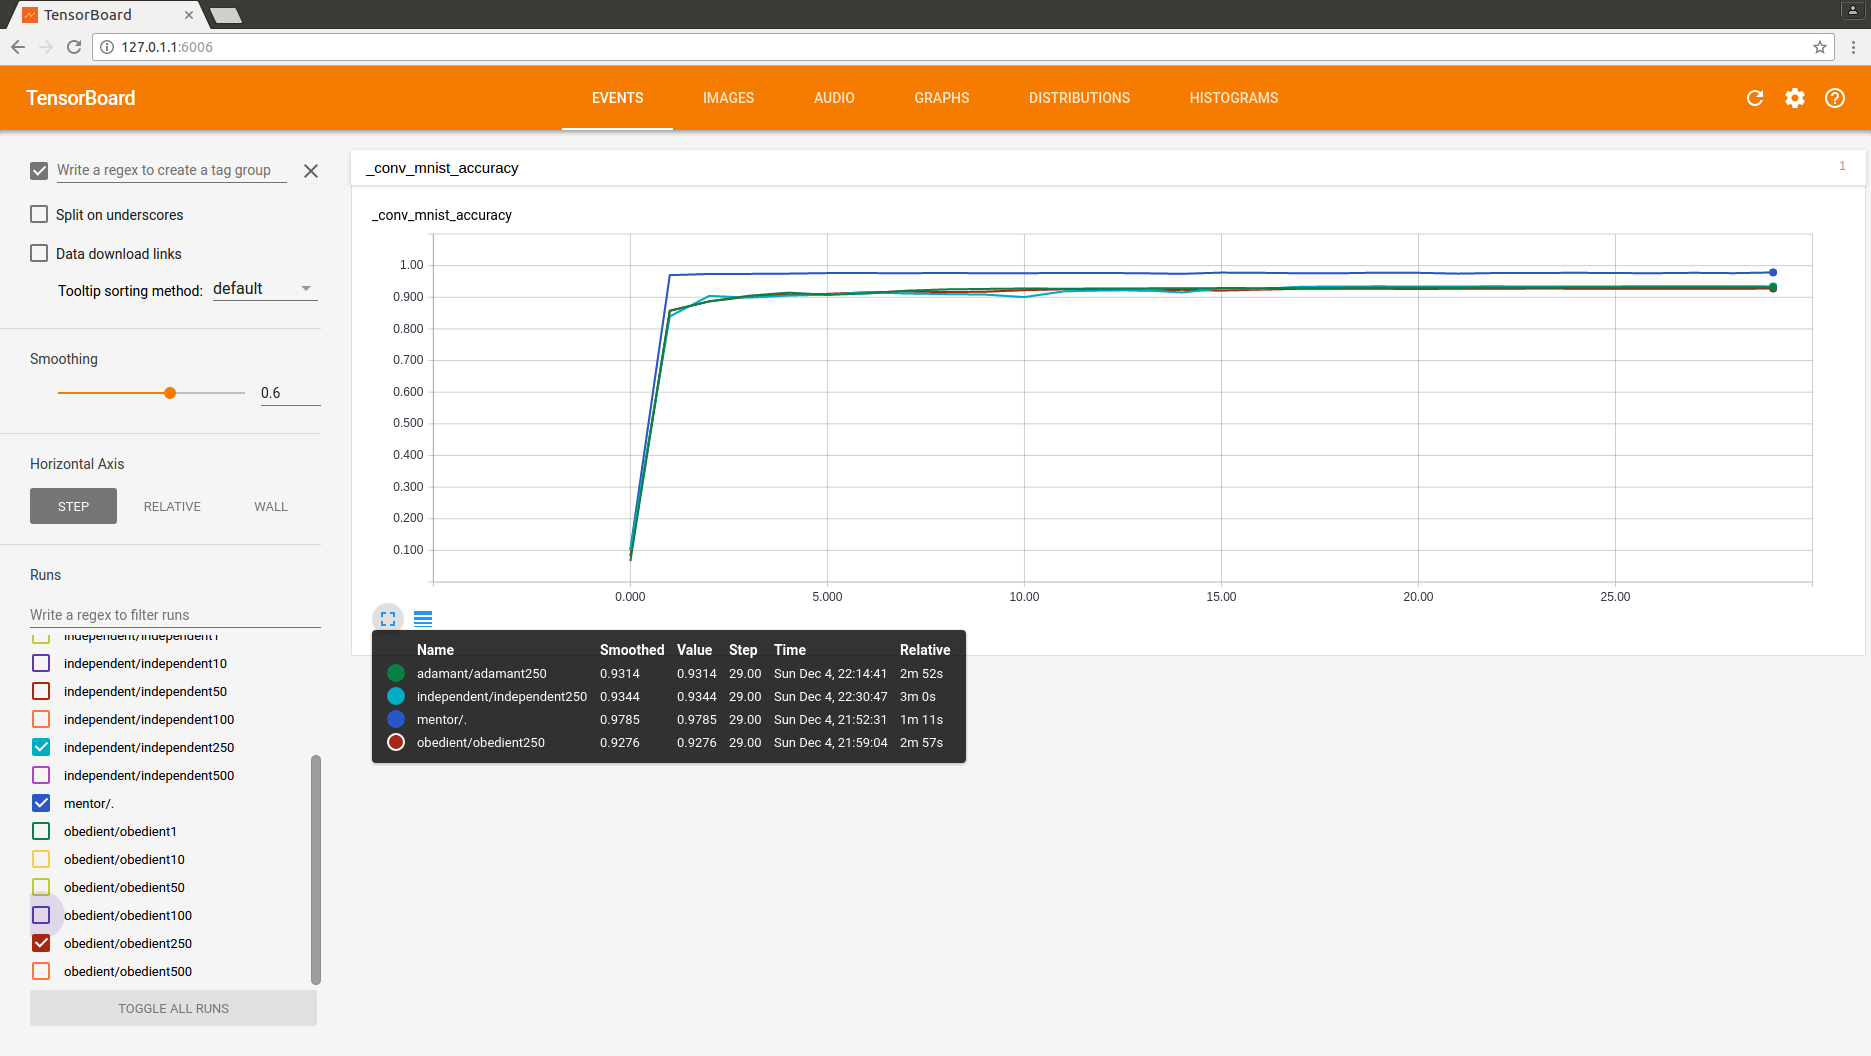 TensorBoard
127.0.1.1:6006
TensorBoard
EVENTS IMAGES AUDIO GRAPHS DISTRIBUTIONS HISTOGRAMS
Write a regex to create a tag group
Split on underscores
Data download links
Tooltip sorting method: default
Smoothing
0.6
Horizontal Axis
STEP RELATIVE WALL
Runs
Write a regex to filter runs
independent/independent1
independent/independent10
independent/independent50
independent/independent100
independent/independent250
independent/independent500
mentor/.
obedient/obedient1
obedient/obedient10
obedient/obedient50
obedient/obedient100
obedient/obedient250
obedient/obedient500
TOGGLE ALL RUNS
_conv_mnist_accuracy 1
_conv_mnist_accuracy
1.00
0.900
0.800
0.700
0.600
0.500
0.400
0.300
0.200
0.100
0.000 5.000 10.00 15.00 20.00 25.00
Name Smoothed Value Step Time Relative
adamant/adamant250 0.9314 0.9314 29.00 Sun Dec 4, 22:14:41 2m 52s
independent/independent250 0.9344 0.9344 29.00 Sun Dec 4, 22:30:47 3m 0s
mentor/. 0.9785 0.9785 29.00 Sun Dec 4, 21:52:31 1m 11s
obedient/obedient250 0.9276 0.9276 29.00 Sun Dec 4, 21:59:04 2m 57s